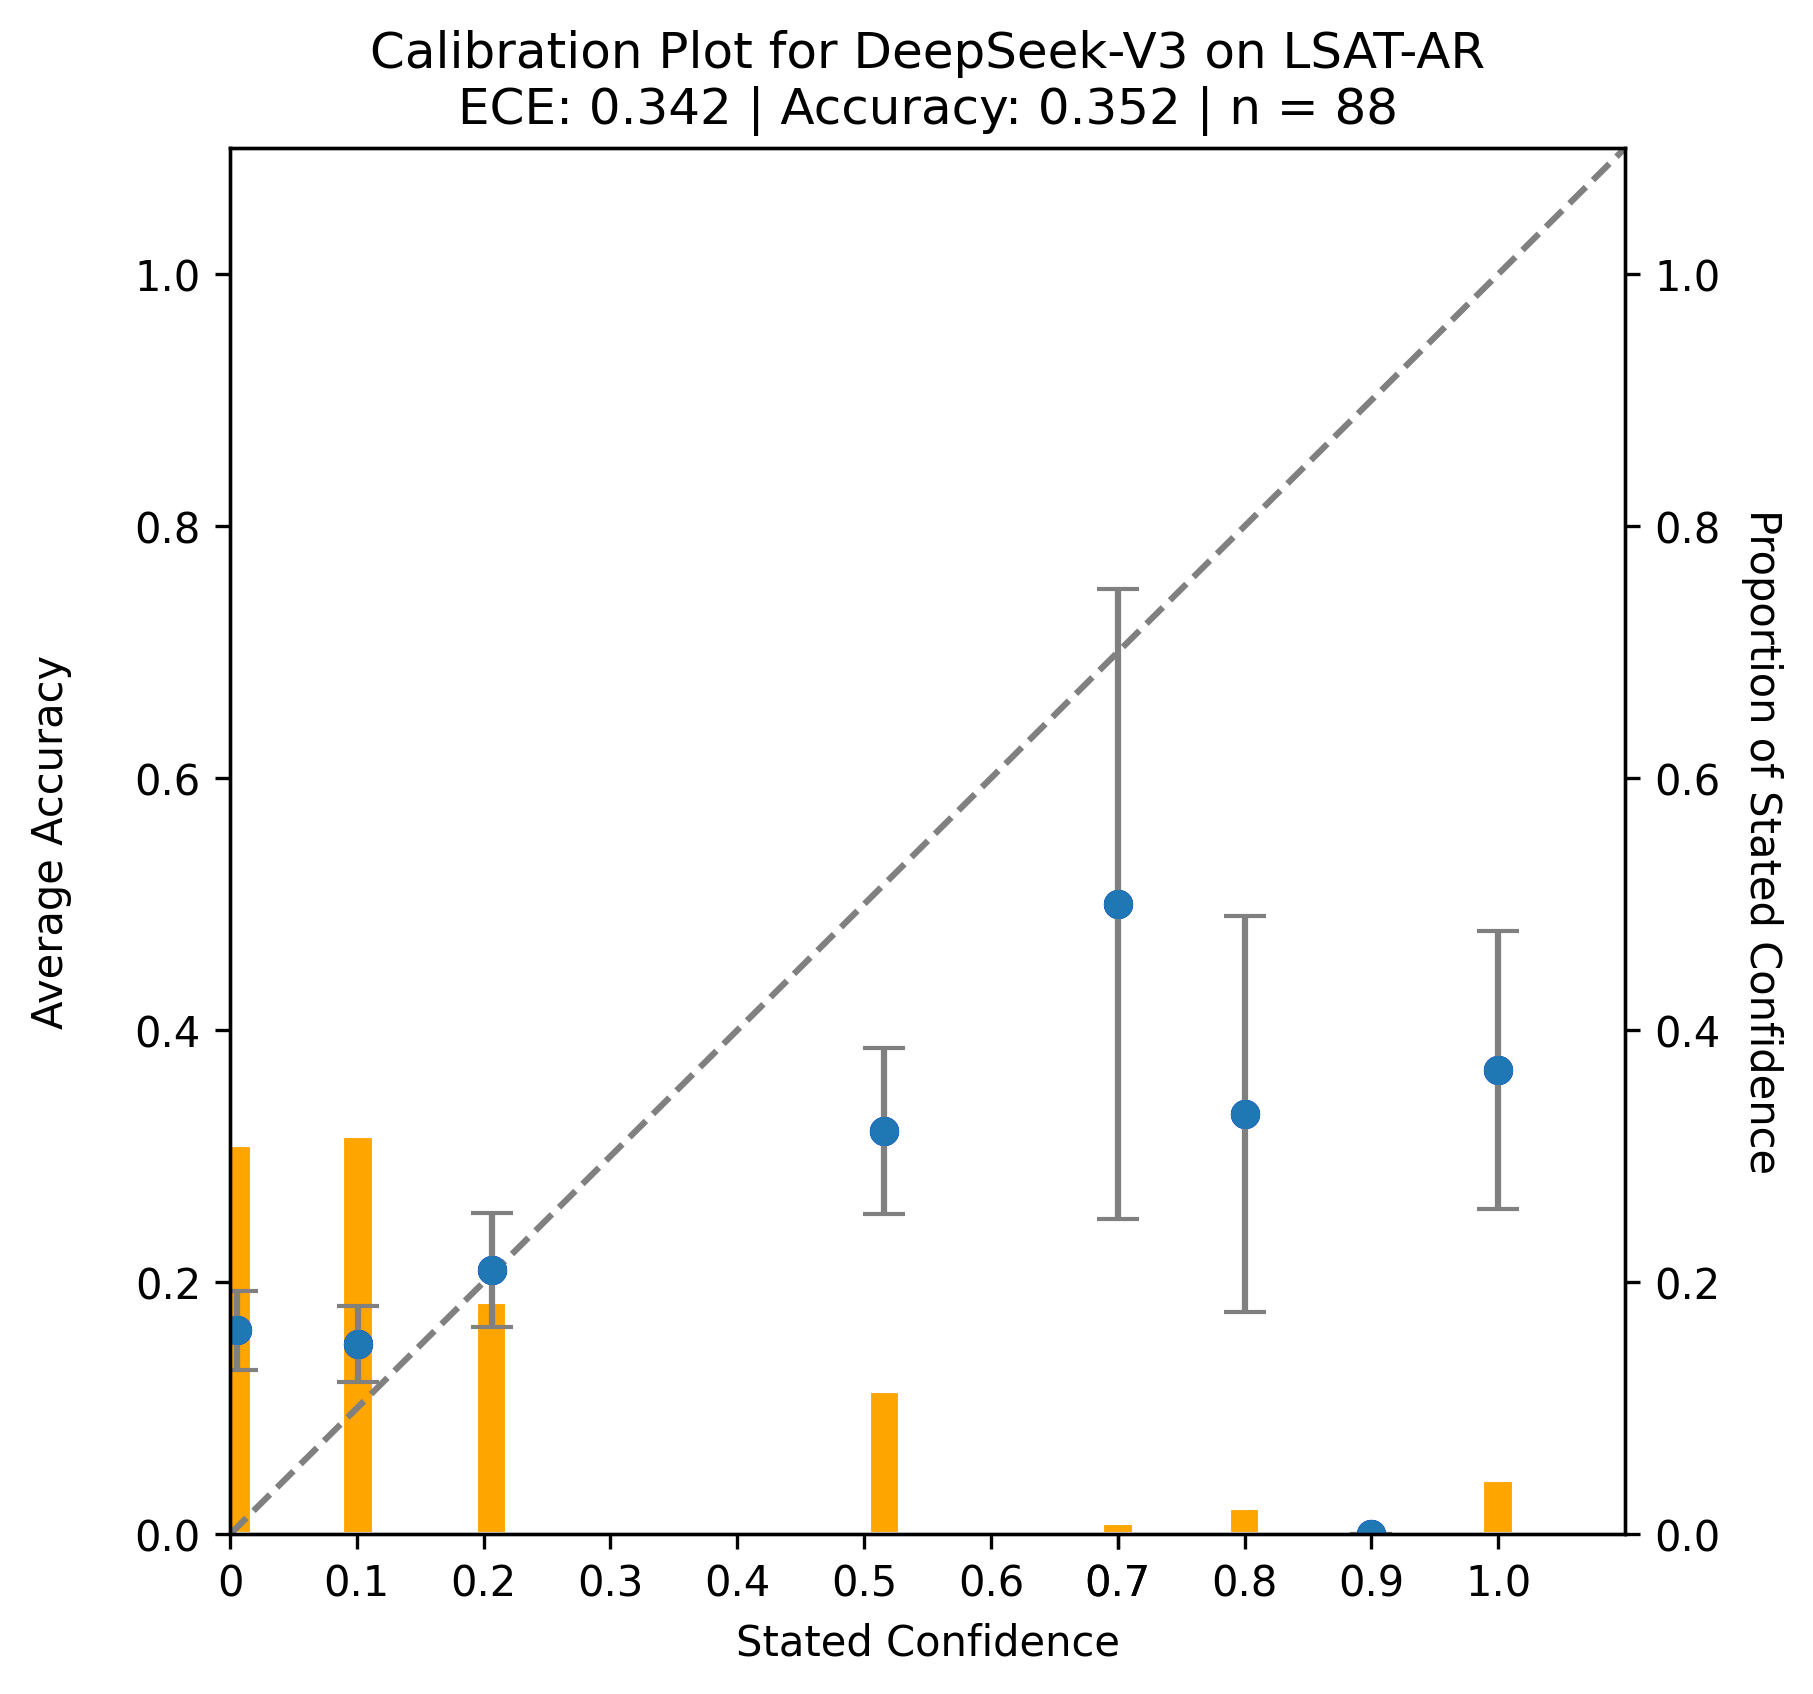 Calibration Plot for DeepSeek-V3 on LSAT-AR
ECE: 0.342 | Accuracy: 0.352 | n = 88
Average Accuracy
1.0
0.8
0.6
0.4
0.2
0.0
1.0
0.8
0.6
0.4
0.2
0.0
Proportion of Stated Confidence
0 0.1 0.2 0.3 0.4 0.5 0.6 0.7 0.8 0.9 1.0
Stated Confidence